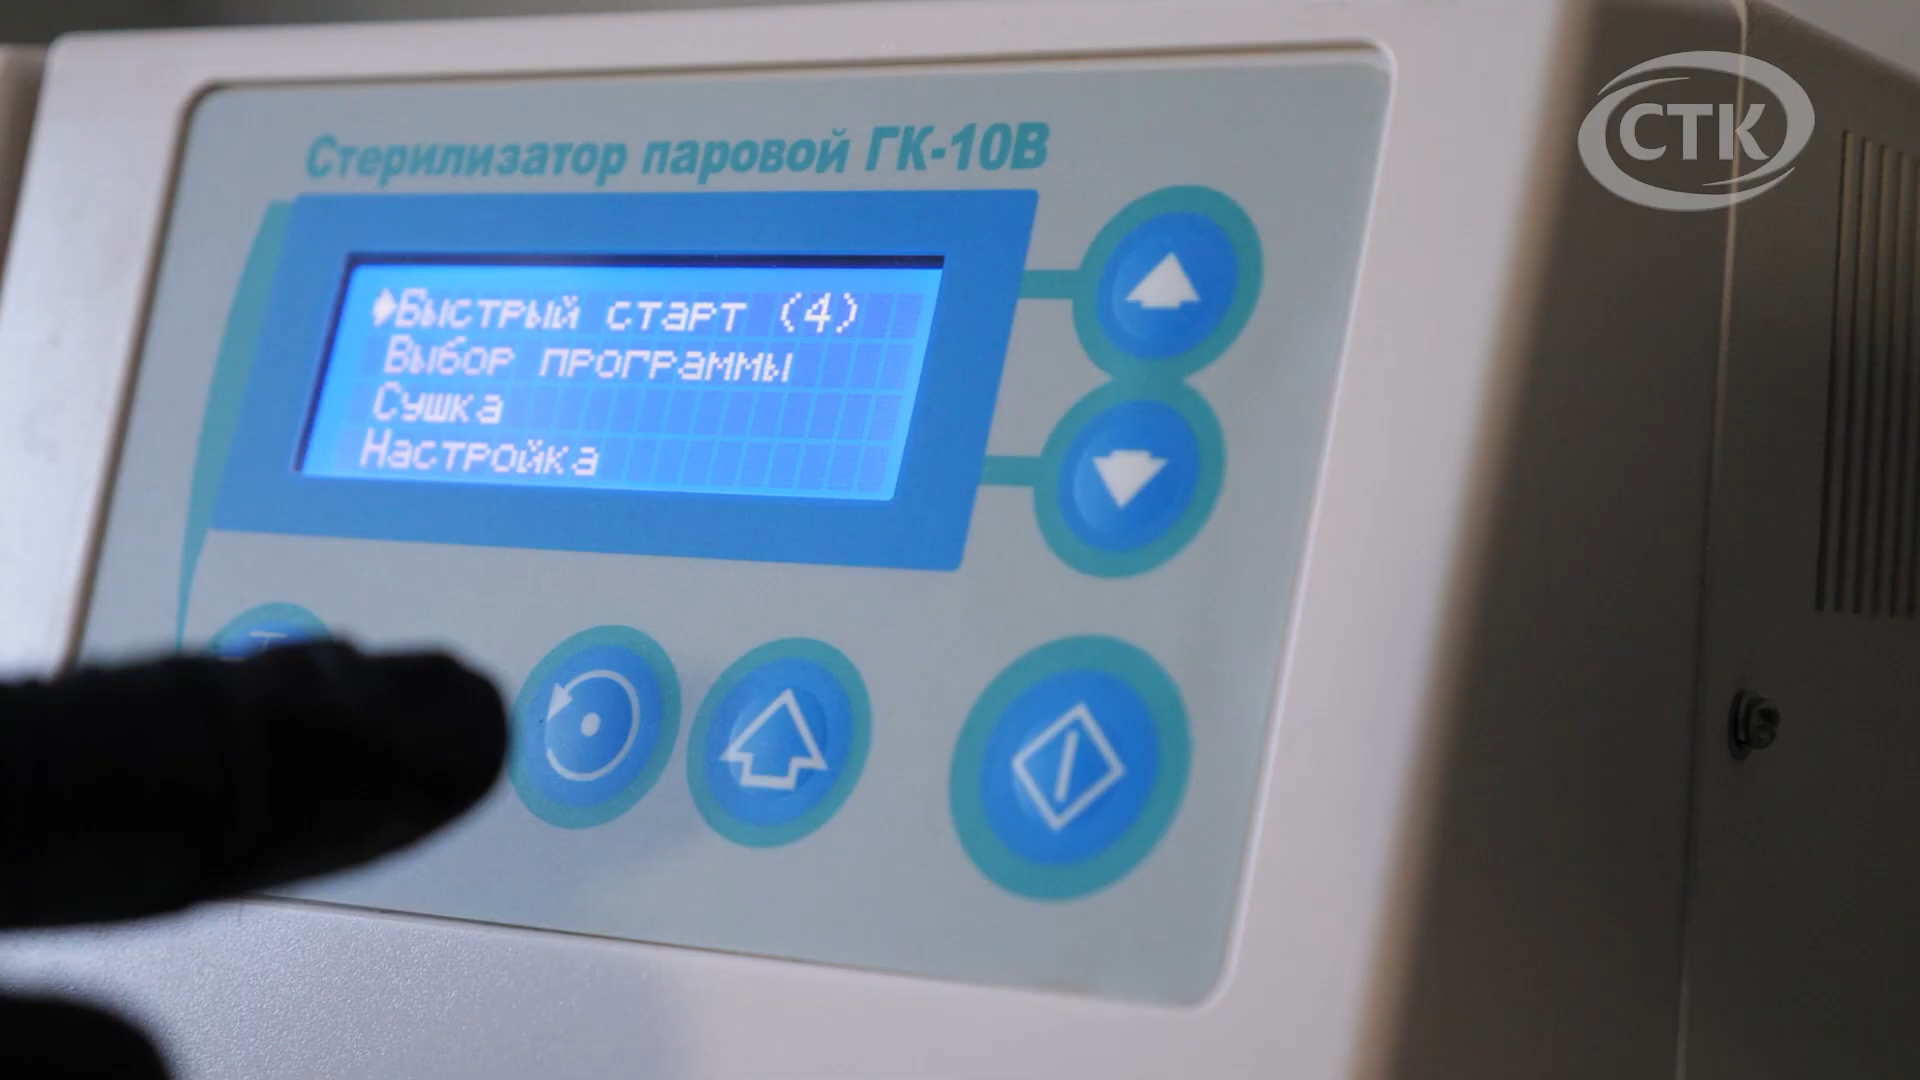 СТК
Стерилизатор паровой ГК-10В
Быстрый старт (4)
Выбор программы
Сушка
Настройка